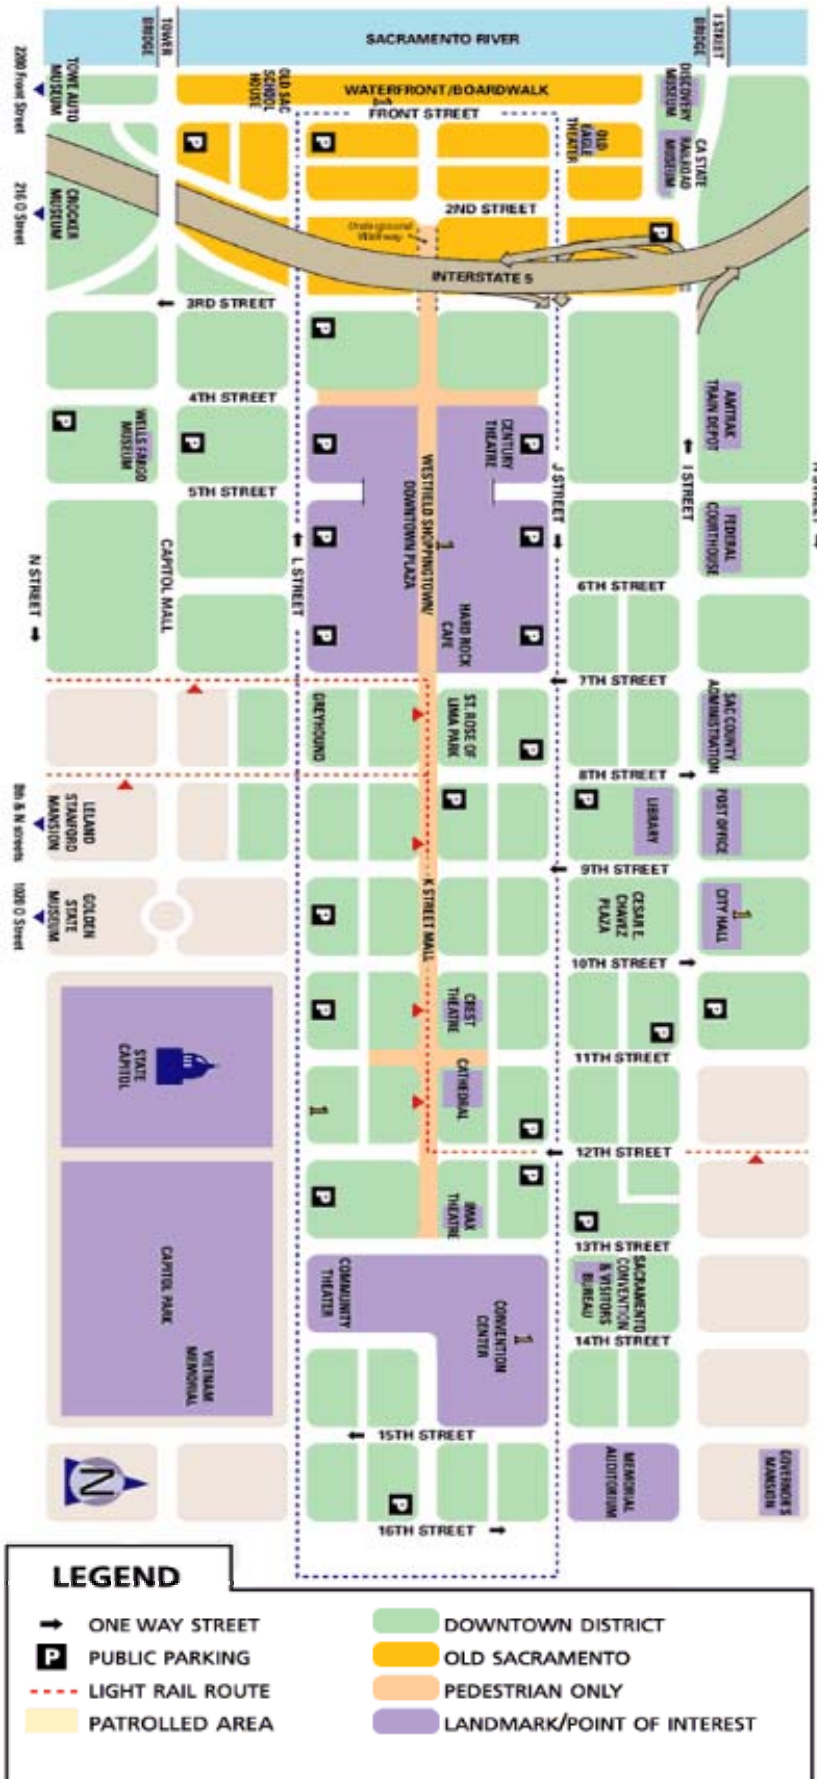 I STREET
BRIDGE
TOWER
BRIDGE
SACRAMENTO RIVER
WATERFRONT/BOARDWALK
OLD SAC
SCHOOL
HOUSE
TOWE AUTO
MUSEUM
2200 Front Street
DISCOVERY
MUSEUM
FRONT STREET
OLD
EAGLE
THEATER
CA STATE
RAILROAD
MUSEUM
CROCKER
MUSEUM
216 O Street
2ND STREET
Underground
Walkway
INTERSTATE 5
3RD STREET
4TH STREET
WELLS FARGO
MUSEUM
CENTURY
THEATRE
AMTRAK
TRAIN DEPOT
5TH STREET
WESTFIELD SHOPPINGTOWN/
DOWNTOWN PLAZA
J STREET
I STREET
H STREET
FEDERAL
COURTHOUSE
N STREET
CAPITOL MALL
L STREET
6TH STREET
HARD ROCK
CAFE
7TH STREET
GREYHOUND
ST. ROSE OF
LIMA PARK
SAC COUNTY
ADMINISTRATION
8TH STREET
LELAND
STANFORD
MANSION
8th & N streets
LIBRARY
POST OFFICE
9TH STREET
K STREET MALL
GOLDEN
STATE
MUSEUM
1020 O Street
CESAR E.
CHAVEZ
PLAZA
CITY HALL
10TH STREET
CREST
THEATRE
STATE
CAPITOL
11TH STREET
CATHEDRAL
12TH STREET
IMAX
THEATRE
13TH STREET
CAPITOL PARK
COMMUNITY
THEATER
CONVENTION
CENTER
SACRAMENTO
CONVENTION
& VISITORS
BUREAU
14TH STREET
VIETNAM
MEMORIAL
15TH STREET
MEMORIAL
AUDITORIUM
GOVERNOR'S
MANSION
N
16TH STREET
LEGEND
ONE WAY STREET
P PUBLIC PARKING
LIGHT RAIL ROUTE
PATROLLED AREA
DOWNTOWN DISTRICT
OLD SACRAMENTO
PEDESTRIAN ONLY
LANDMARK/POINT OF INTEREST